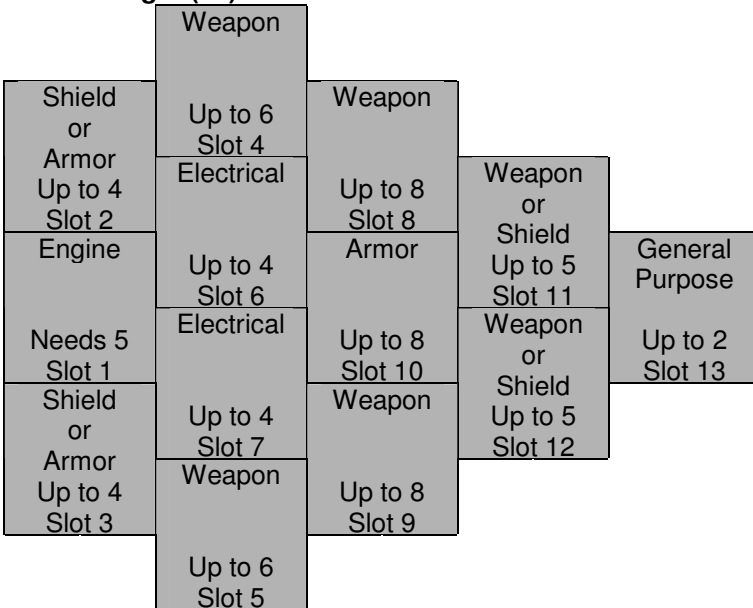 Weapon
Up to 6
Slot 4
Shield
or
Armor
Up to 4
Slot 2
Weapon
Up to 8
Slot 8
Electrical
Up to 4
Slot 6
Weapon
or
Shield
Up to 5
Slot 11
Engine
Needs 5
Slot 1
Armor
Up to 8
Slot 10
General
Purpose
Up to 2
Slot 13
Electrical
Up to 4
Slot 7
Weapon
or
Shield
Up to 5
Slot 12
Shield
or
Armor
Up to 4
Slot 3
Weapon
Up to 8
Slot 9
Weapon
Up to 6
Slot 5